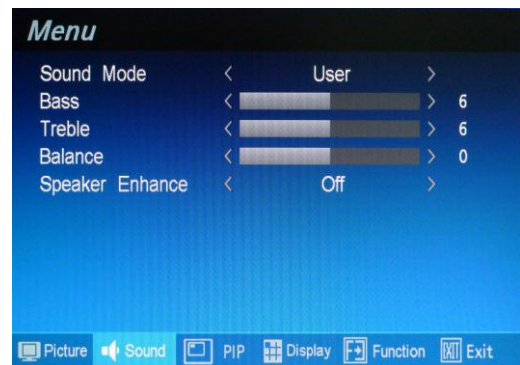 Menu
Sound Mode < User >
Bass < > 6
Treble < > 6
Balance < > 0
Speaker Enhance < Off >
Picture Sound PIP Display Function EXIT Exit